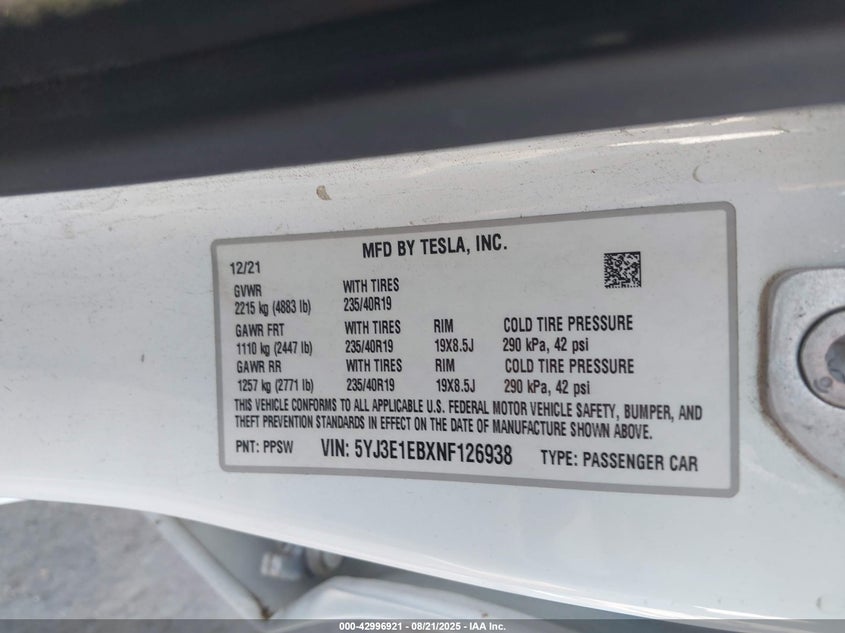 MFD BY TESLA, INC.
12/21
GVWR WITH TIRES
2215 kg (4883 lb) 235/40R19
GAWR FRT WITH TIRES RIM COLD TIRE PRESSURE
1110 kg (2447 lb) 235/40R19 19X8.5J 290 kPa, 42 psi
GAWR RR WITH TIRES RIM COLD TIRE PRESSURE
1257 kg (2771 lb) 235/40R19 19X8.5J 290 kPa, 42 psi
THIS VEHICLE CONFORMS TO ALL APPLICABLE U.S. FEDERAL MOTOR VEHICLE SAFETY, BUMPER, AND
THEFT PREVENTION STANDARDS IN EFFECT ON THE DATE OF MANUFACTURE SHOWN ABOVE.
PNT: PPSW VIN: 5YJ3E1EBXNF126938 TYPE: PASSENGER CAR
000-42996921 - 08/21/2025 - IAA Inc.